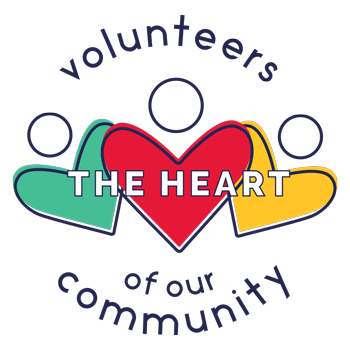 volunteers
THE HEART
of our
community